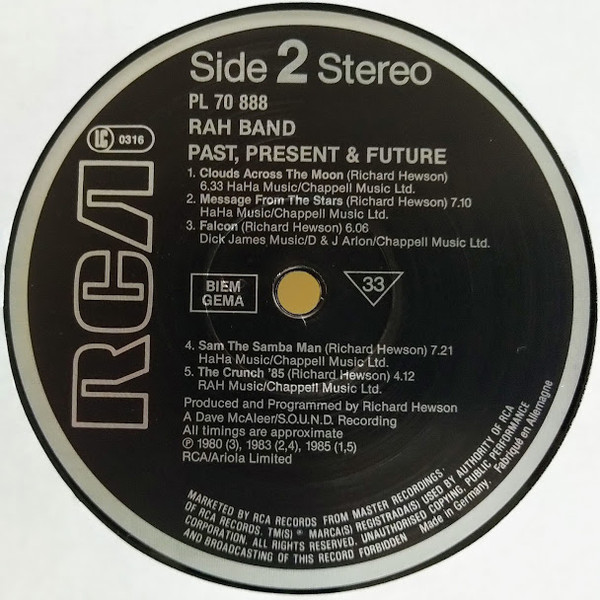 Side 2 Stereo
PL 70 888
RAH BAND
PAST, PRESENT & FUTURE
LC 0316
RCA
1. Clouds Across The Moon (Richard Hewson)
6.33 HaHa Music/Chappell Music Ltd.
2. Message From The Stars (Richard Hewson) 7.10
HaHa Music/Chappell Music Ltd.
3. Falcon (Richard Hewson) 6.06
Dick James Music/D & J Arlon/Chappell Music Ltd.
BIEM
GEMA
33
4. Sam The Samba Man (Richard Hewson) 7.21
HaHa Music/Chappell Music Ltd.
5. The Crunch '85 (Richard Hewson) 4.12
RAH Music/Chappell Music Ltd.
Produced and Programmed by Richard Hewson
A Dave McAleer/S.O.U.N.D. Recording
All timings are approximate
℗ 1980 (3), 1983 (2,4), 1985 (1,5)
RCA/Ariola Limited
MARKETED BY RCA RECORDS FROM MASTER RECORDINGS
OF RCA RECORDS. TM(S) ® MARCA(S) REGISTRADA(S) USED BY AUTHORITY OF RCA
CORPORATION. ALL RIGHTS RESERVED. UNAUTHORISED COPYING, PUBLIC PERFORMANCE
AND BROADCASTING OF THIS RECORD FORBIDDEN Made in Germany. Fabriqué en Allemagne